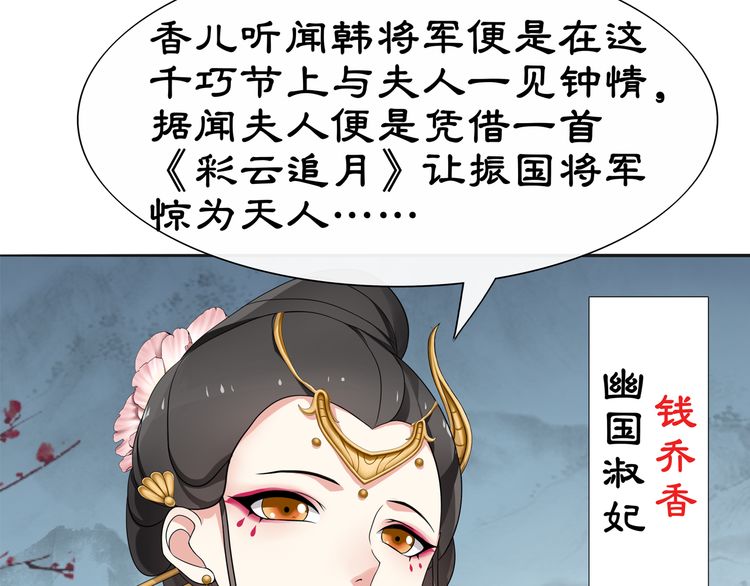 香儿听闻韩将军便是在这
千巧节上与夫人一见钟情，
据闻夫人便是凭借一首
《彩云追月》让振国将军
惊为天人……
钱乔香
幽国淑妃